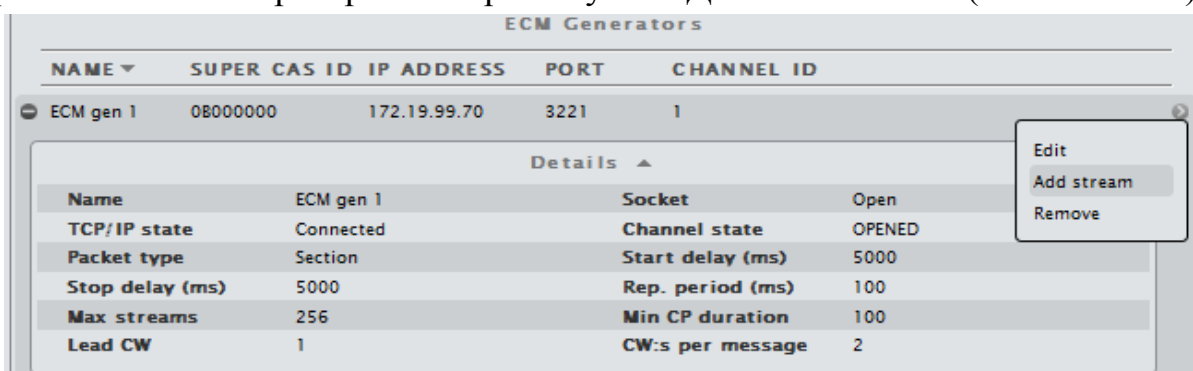 ECM Generators
NAME SUPER CAS ID IP ADDRESS PORT CHANNEL ID
ECM gen 1 0B000000 172.19.99.70 3221 1
Edit
Add stream
Remove
Details
Name ECM gen 1 Socket Open
TCP/IP state Connected Channel state OPENED
Packet type Section Start delay (ms) 5000
Stop delay (ms) 5000 Rep. period (ms) 100
Max streams 256 Min CP duration 100
Lead CW 1 CW:s per message 2